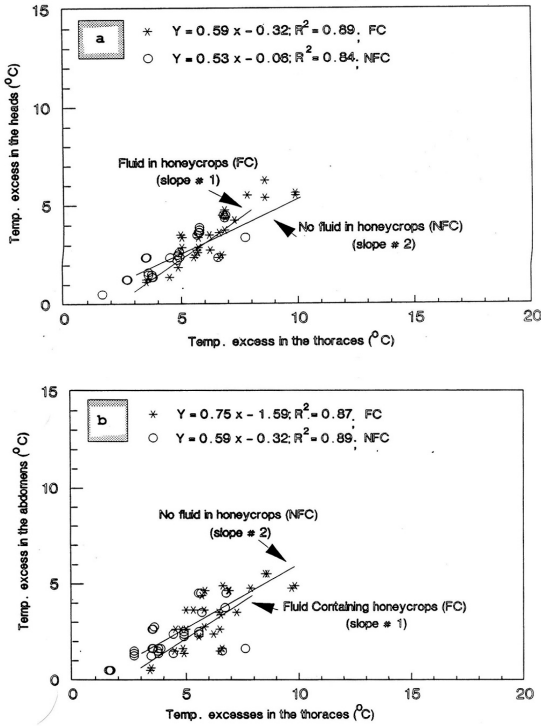 a
* Y = 0.59 x - 0.32; R² = 0.89, FC
○ Y = 0.53 x - 0.06; R² = 0.84, NFC
15
10
5
0
Temp. excess in the heads (°C)
Fluid in honeycrops (FC)
(slope # 1)
No fluid in honeycrops (NFC)
(slope # 2)
0 5 10 15 20
Temp. excess in the thoraces (°C)
b
* Y = 0.75 x - 1.59; R² = 0.87, FC
○ Y = 0.59 x - 0.32; R² = 0.89, NFC
15
10
5
0
Temp. excess in the abdomens (°C)
No fluid in honeycrops (NFC)
(slope # 2)
Fluid Containing honeycrops (FC)
(slope # 1)
0 5 10 15 20
Temp. excesses in the thoraces (°C)